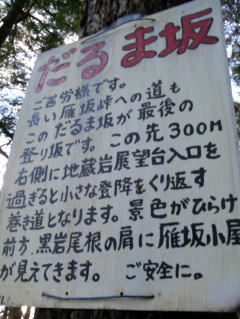 だるま坂
ご苦労様です。
長い雁坂峠への道も
このだるま坂が最後の
登り坂です。この先300M
右側に地蔵岩展望台入口を
過ぎると小さな登降をくり返す
巻き道となります。景色がひらけ
前方、黒岩尾根の肩に雁坂小屋
が見えてきます。 ご安全に。